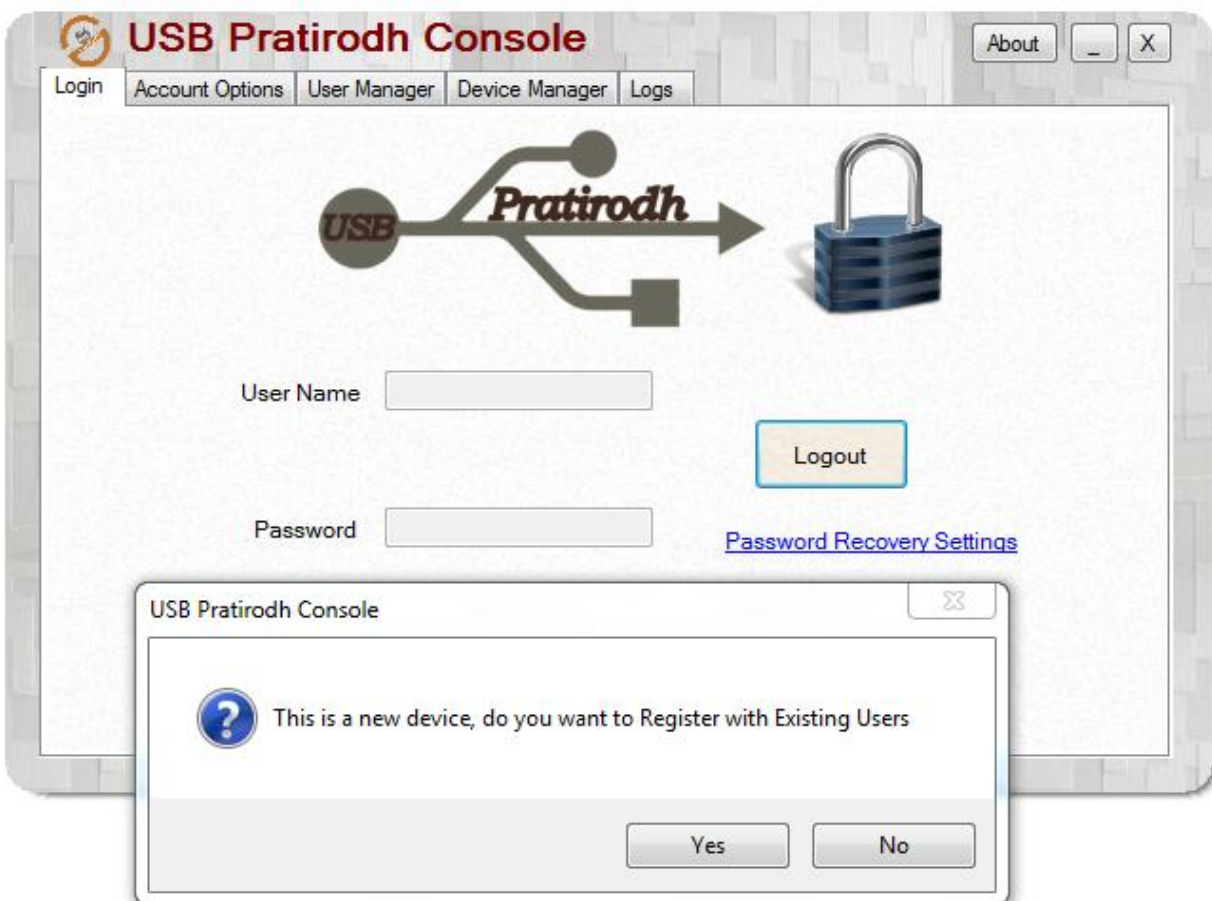 USB Pratirodh Console
About _ X
Login Account Options User Manager Device Manager Logs
USB Pratirodh
User Name
Logout
Password
Password Recovery Settings
USB Pratirodh Console
This is a new device, do you want to Register with Existing Users
Yes No